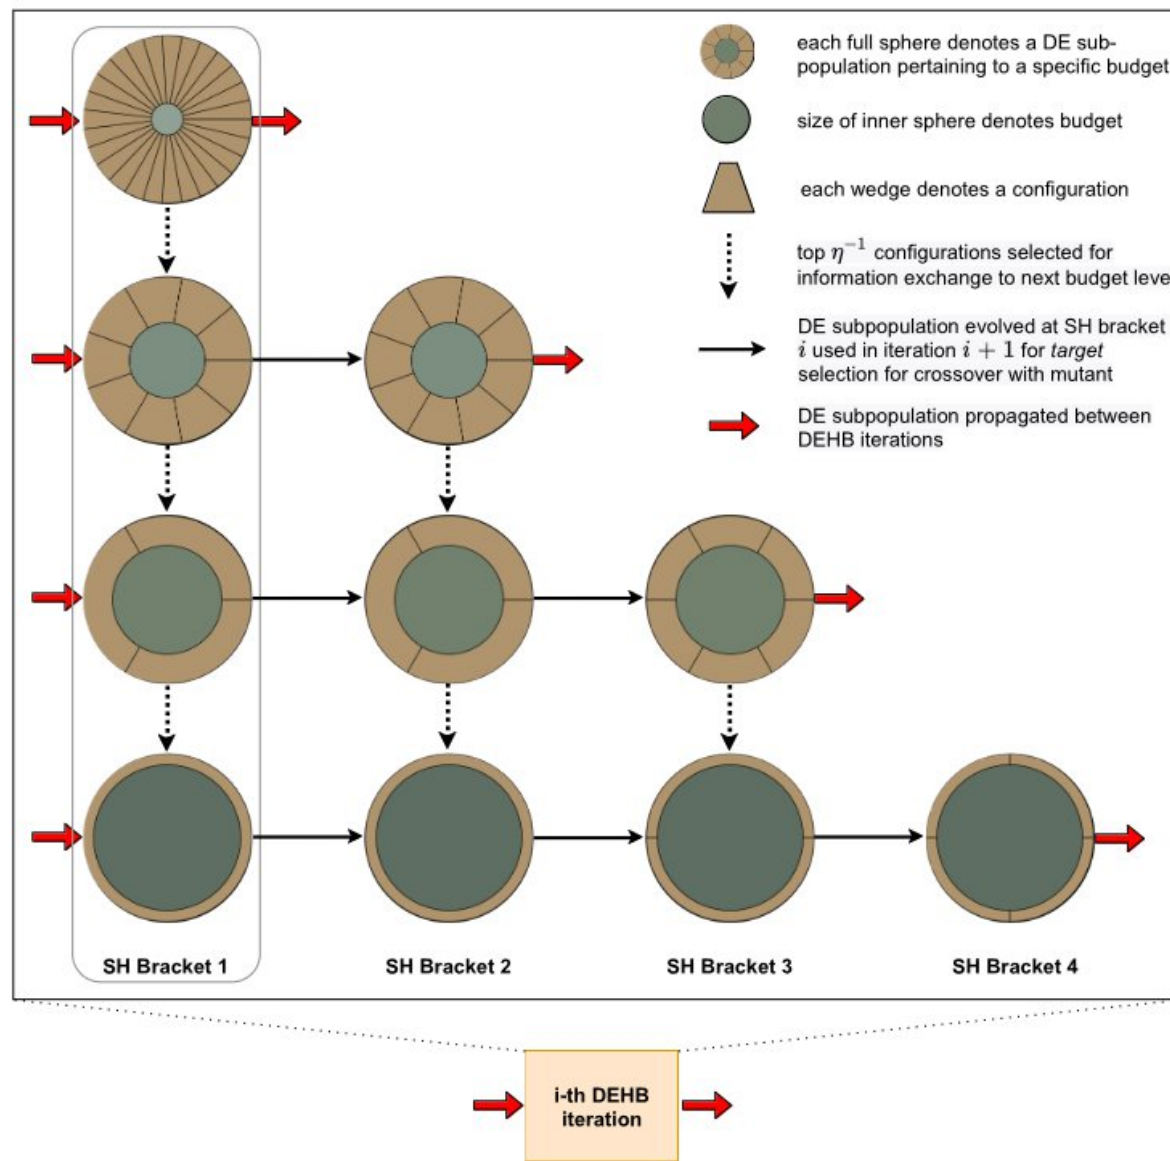 each full sphere denotes a DE sub-
population pertaining to a specific budget
size of inner sphere denotes budget
each wedge denotes a configuration
top η⁻¹ configurations selected for
information exchange to next budget leve
DE subpopulation evolved at SH bracket
i used in iteration i + 1 for target
selection for crossover with mutant
DE subpopulation propagated between
DEHB iterations
SH Bracket 1
SH Bracket 2
SH Bracket 3
SH Bracket 4
i-th DEHB
iteration